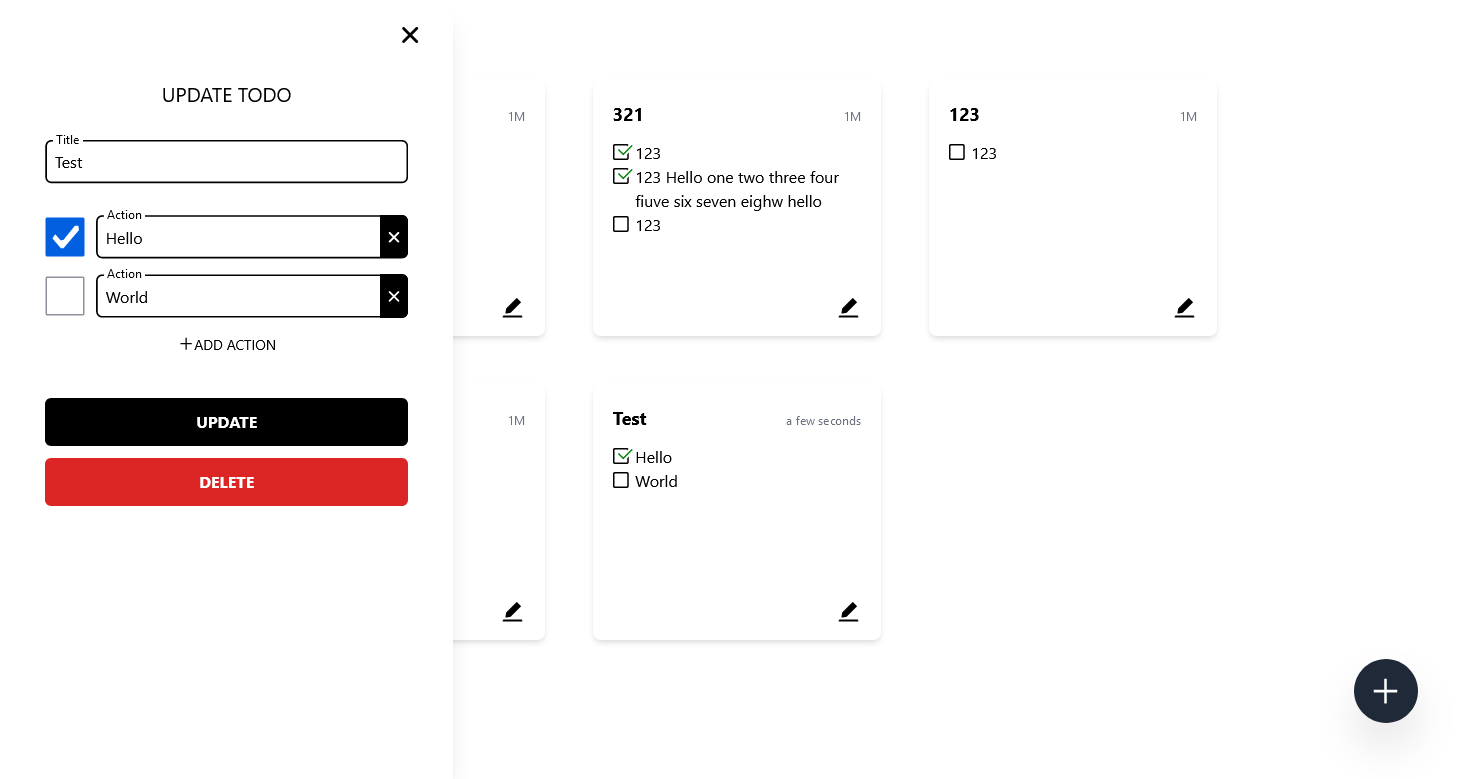 UPDATE TODO
Title
Test
Action
Hello
Action
World
ADD ACTION
UPDATE
DELETE
1M
321 1M
123
123 Hello one two three four
fiuve six seven eighw hello
123
123 1M
123
1M
Test a few seconds
Hello
World